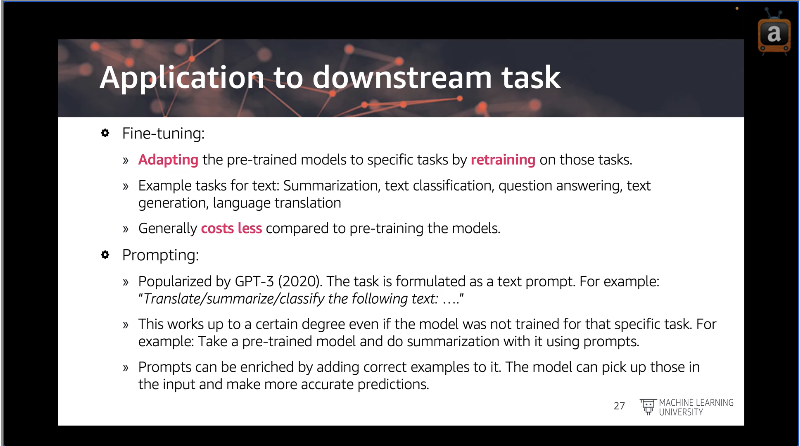 a
Application to downstream task
Fine-tuning:
» Adapting the pre-trained models to specific tasks by retraining on those tasks.
» Example tasks for text: Summarization, text classification, question answering, text
generation, language translation
» Generally costs less compared to pre-training the models.
Prompting:
» Popularized by GPT-3 (2020). The task is formulated as a text prompt. For example:
“Translate/summarize/classify the following text: ….”
» This works up to a certain degree even if the model was not trained for that specific task. For
example: Take a pre-trained model and do summarization with it using prompts.
» Prompts can be enriched by adding correct examples to it. The model can pick up those in
the input and make more accurate predictions.
27
MACHINE LEARNING
UNIVERSITY